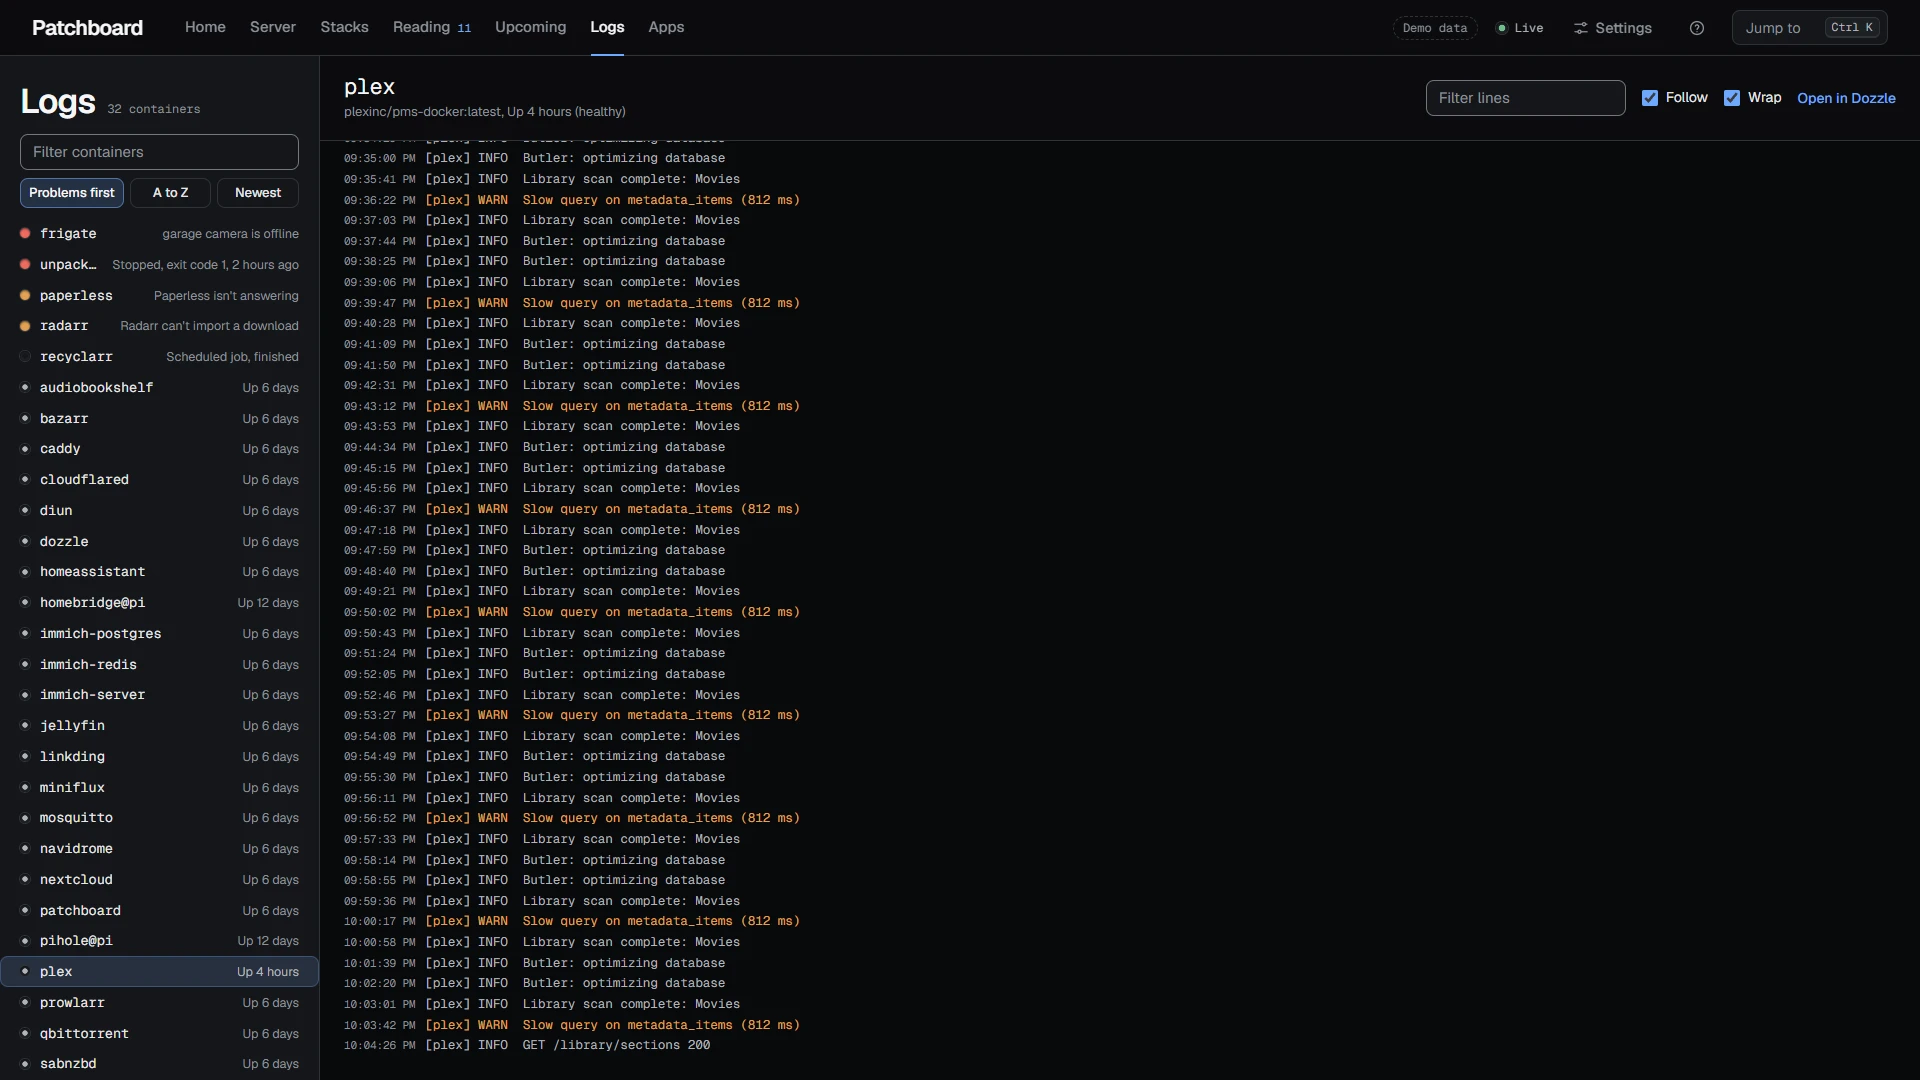 Patchboard Home Server Stacks Reading 11 Upcoming Logs Apps Demo data Live Settings Jump to Ctrl K
Logs 32 containers
Filter containers
Problems first A to Z Newest
frigate garage camera is offline
unpack… Stopped, exit code 1, 2 hours ago
paperless Paperless isn't answering
radarr Radarr can't import a download
recyclarr Scheduled job, finished
audiobookshelf Up 6 days
bazarr Up 6 days
caddy Up 6 days
cloudflared Up 6 days
diun Up 6 days
dozzle Up 6 days
homeassistant Up 6 days
homebridge@pi Up 12 days
immich-postgres Up 6 days
immich-redis Up 6 days
immich-server Up 6 days
jellyfin Up 6 days
linkding Up 6 days
miniflux Up 6 days
mosquitto Up 6 days
navidrome Up 6 days
nextcloud Up 6 days
patchboard Up 6 days
pihole@pi Up 12 days
plex Up 4 hours
prowlarr Up 6 days
qbittorrent Up 6 days
sabnzbd Up 6 days
plex
plexinc/pms-docker:latest, Up 4 hours (healthy)
Filter lines Follow Wrap Open in Dozzle
09:35:00 PM [plex] INFO Butler: optimizing database
09:35:41 PM [plex] INFO Library scan complete: Movies
09:36:22 PM [plex] WARN Slow query on metadata_items (812 ms)
09:37:03 PM [plex] INFO Library scan complete: Movies
09:37:44 PM [plex] INFO Butler: optimizing database
09:38:25 PM [plex] INFO Butler: optimizing database
09:39:06 PM [plex] INFO Library scan complete: Movies
09:39:47 PM [plex] WARN Slow query on metadata_items (812 ms)
09:40:28 PM [plex] INFO Library scan complete: Movies
09:41:09 PM [plex] INFO Butler: optimizing database
09:41:50 PM [plex] INFO Butler: optimizing database
09:42:31 PM [plex] INFO Library scan complete: Movies
09:43:12 PM [plex] WARN Slow query on metadata_items (812 ms)
09:43:53 PM [plex] INFO Library scan complete: Movies
09:44:34 PM [plex] INFO Butler: optimizing database
09:45:15 PM [plex] INFO Butler: optimizing database
09:45:56 PM [plex] INFO Library scan complete: Movies
09:46:37 PM [plex] WARN Slow query on metadata_items (812 ms)
09:47:18 PM [plex] INFO Library scan complete: Movies
09:47:59 PM [plex] INFO Butler: optimizing database
09:48:40 PM [plex] INFO Butler: optimizing database
09:49:21 PM [plex] INFO Library scan complete: Movies
09:50:02 PM [plex] WARN Slow query on metadata_items (812 ms)
09:50:43 PM [plex] INFO Library scan complete: Movies
09:51:24 PM [plex] INFO Butler: optimizing database
09:52:05 PM [plex] INFO Butler: optimizing database
09:52:46 PM [plex] INFO Library scan complete: Movies
09:53:27 PM [plex] WARN Slow query on metadata_items (812 ms)
09:54:08 PM [plex] INFO Library scan complete: Movies
09:54:49 PM [plex] INFO Butler: optimizing database
09:55:30 PM [plex] INFO Butler: optimizing database
09:56:11 PM [plex] INFO Library scan complete: Movies
09:56:52 PM [plex] WARN Slow query on metadata_items (812 ms)
09:57:33 PM [plex] INFO Library scan complete: Movies
09:58:14 PM [plex] INFO Butler: optimizing database
09:58:55 PM [plex] INFO Butler: optimizing database
09:59:36 PM [plex] INFO Library scan complete: Movies
10:00:17 PM [plex] WARN Slow query on metadata_items (812 ms)
10:00:58 PM [plex] INFO Library scan complete: Movies
10:01:39 PM [plex] INFO Butler: optimizing database
10:02:20 PM [plex] INFO Butler: optimizing database
10:03:01 PM [plex] INFO Library scan complete: Movies
10:03:42 PM [plex] WARN Slow query on metadata_items (812 ms)
10:04:26 PM [plex] INFO GET /library/sections 200